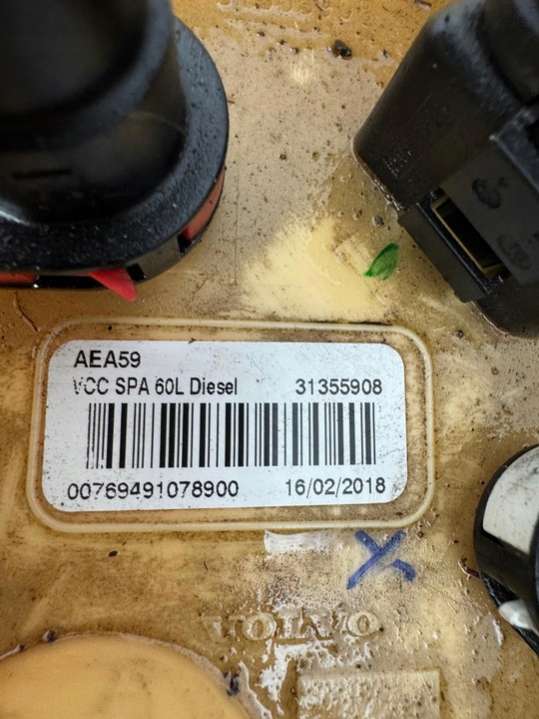 AEA59
VCC SPA 60L Diesel 31355908
00769491078900 16/02/2018
VOLVO